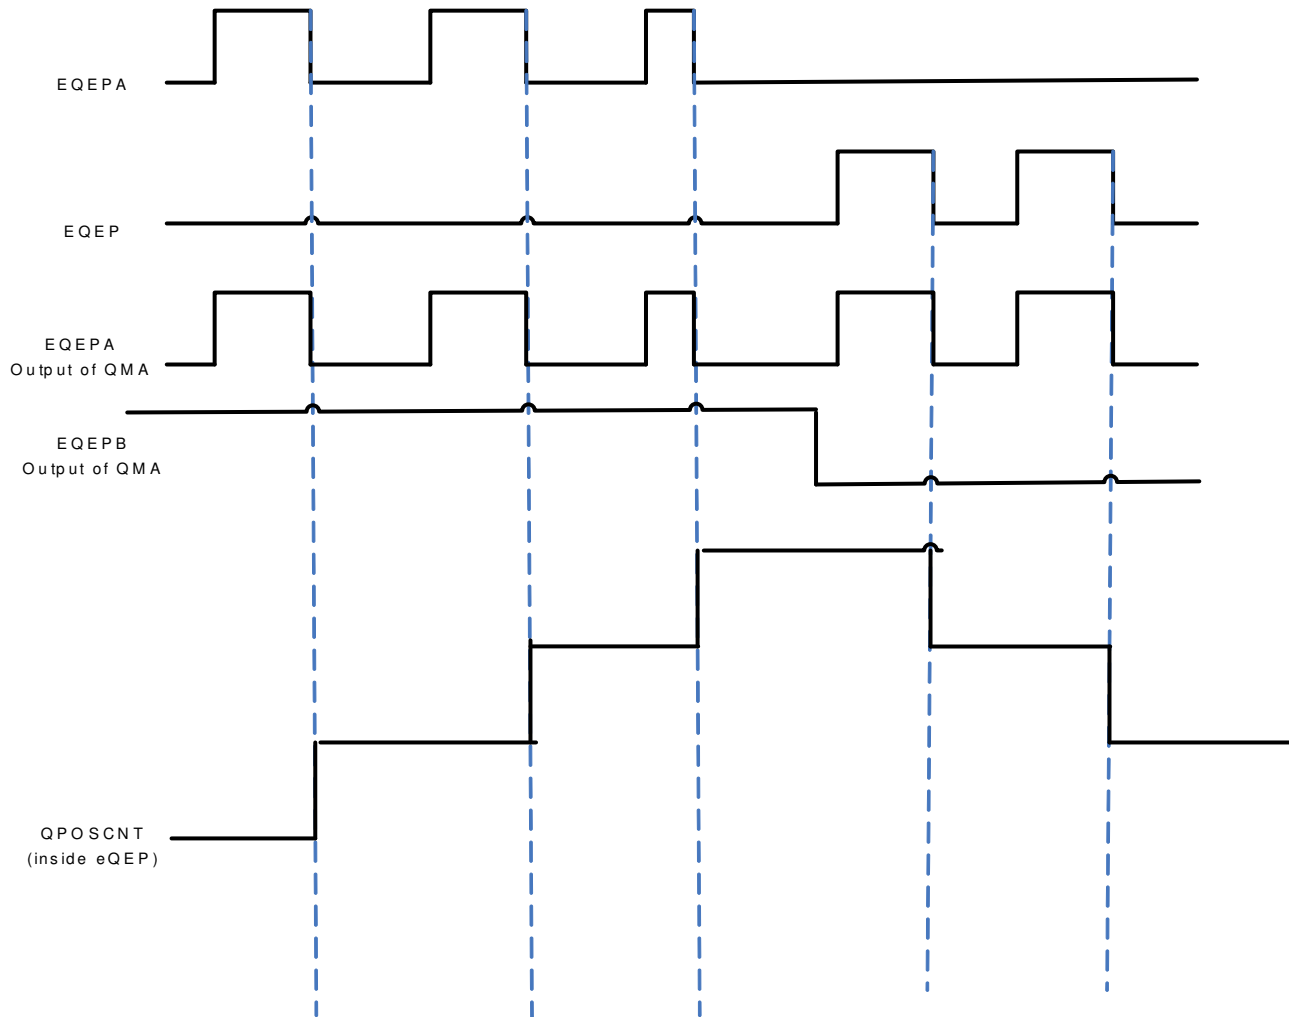 EQEPA
EQEP
EQEPA
Output of QMA
EQEPB
Output of QMA
QPOSCNT
(inside eQEP)